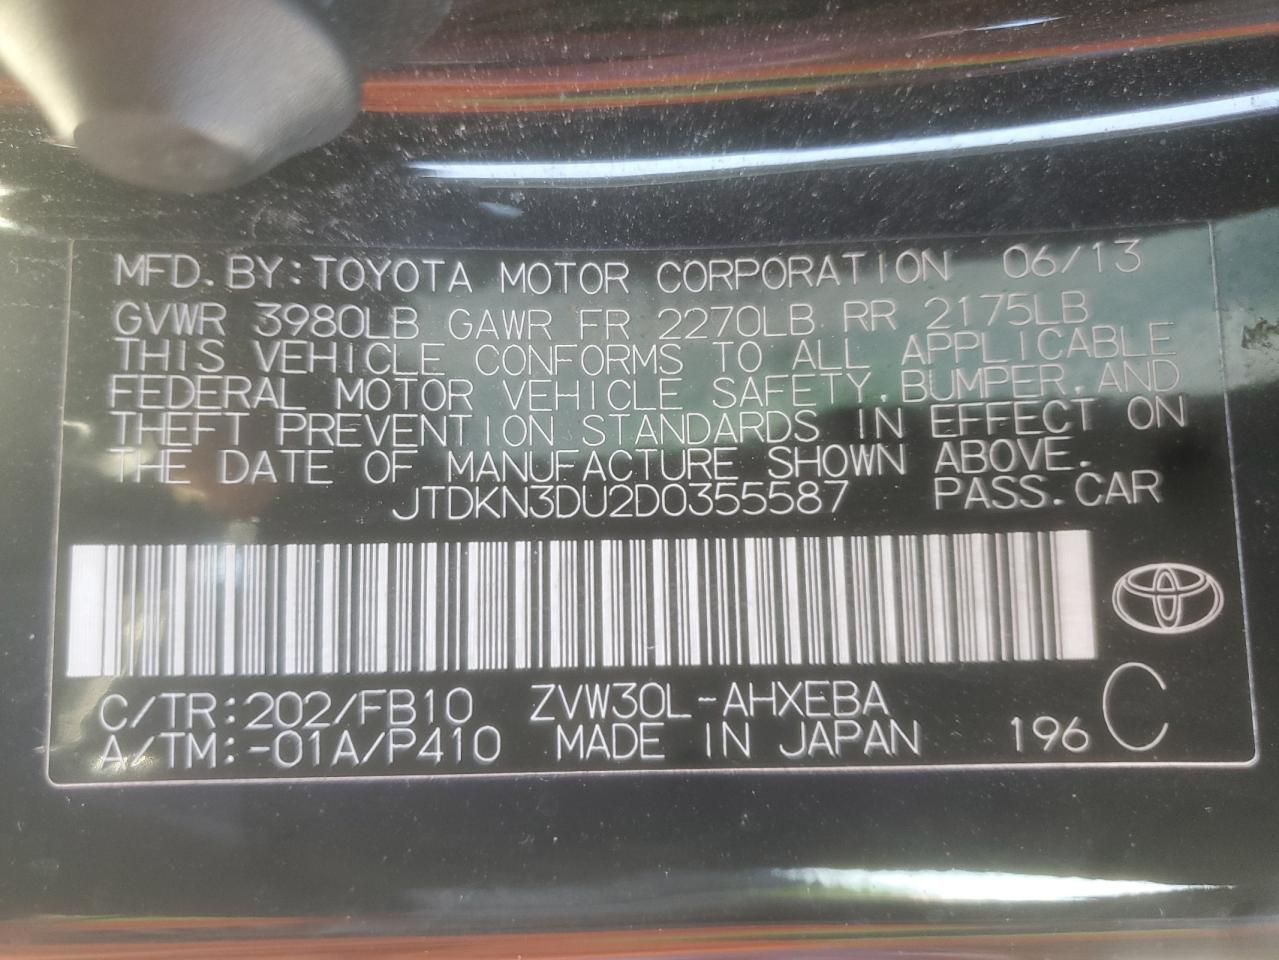 MFD. BY: TOYOTA MOTOR CORPORATION 06/13
GVWR 3980LB GAWR FR 2270LB RR 2175LB
THIS VEHICLE CONFORMS TO ALL APPLICABLE
FEDERAL MOTOR VEHICLE SAFETY, BUMPER, AND
THEFT PREVENTION STANDARDS IN EFFECT ON
THE DATE OF MANUFACTURE SHOWN ABOVE.
JTDKN3DU2D0355587 PASS. CAR
C/TR: 202/FB10 ZVW30L-AHXEBA
A/TM: -01A/P410 MADE IN JAPAN 196 C